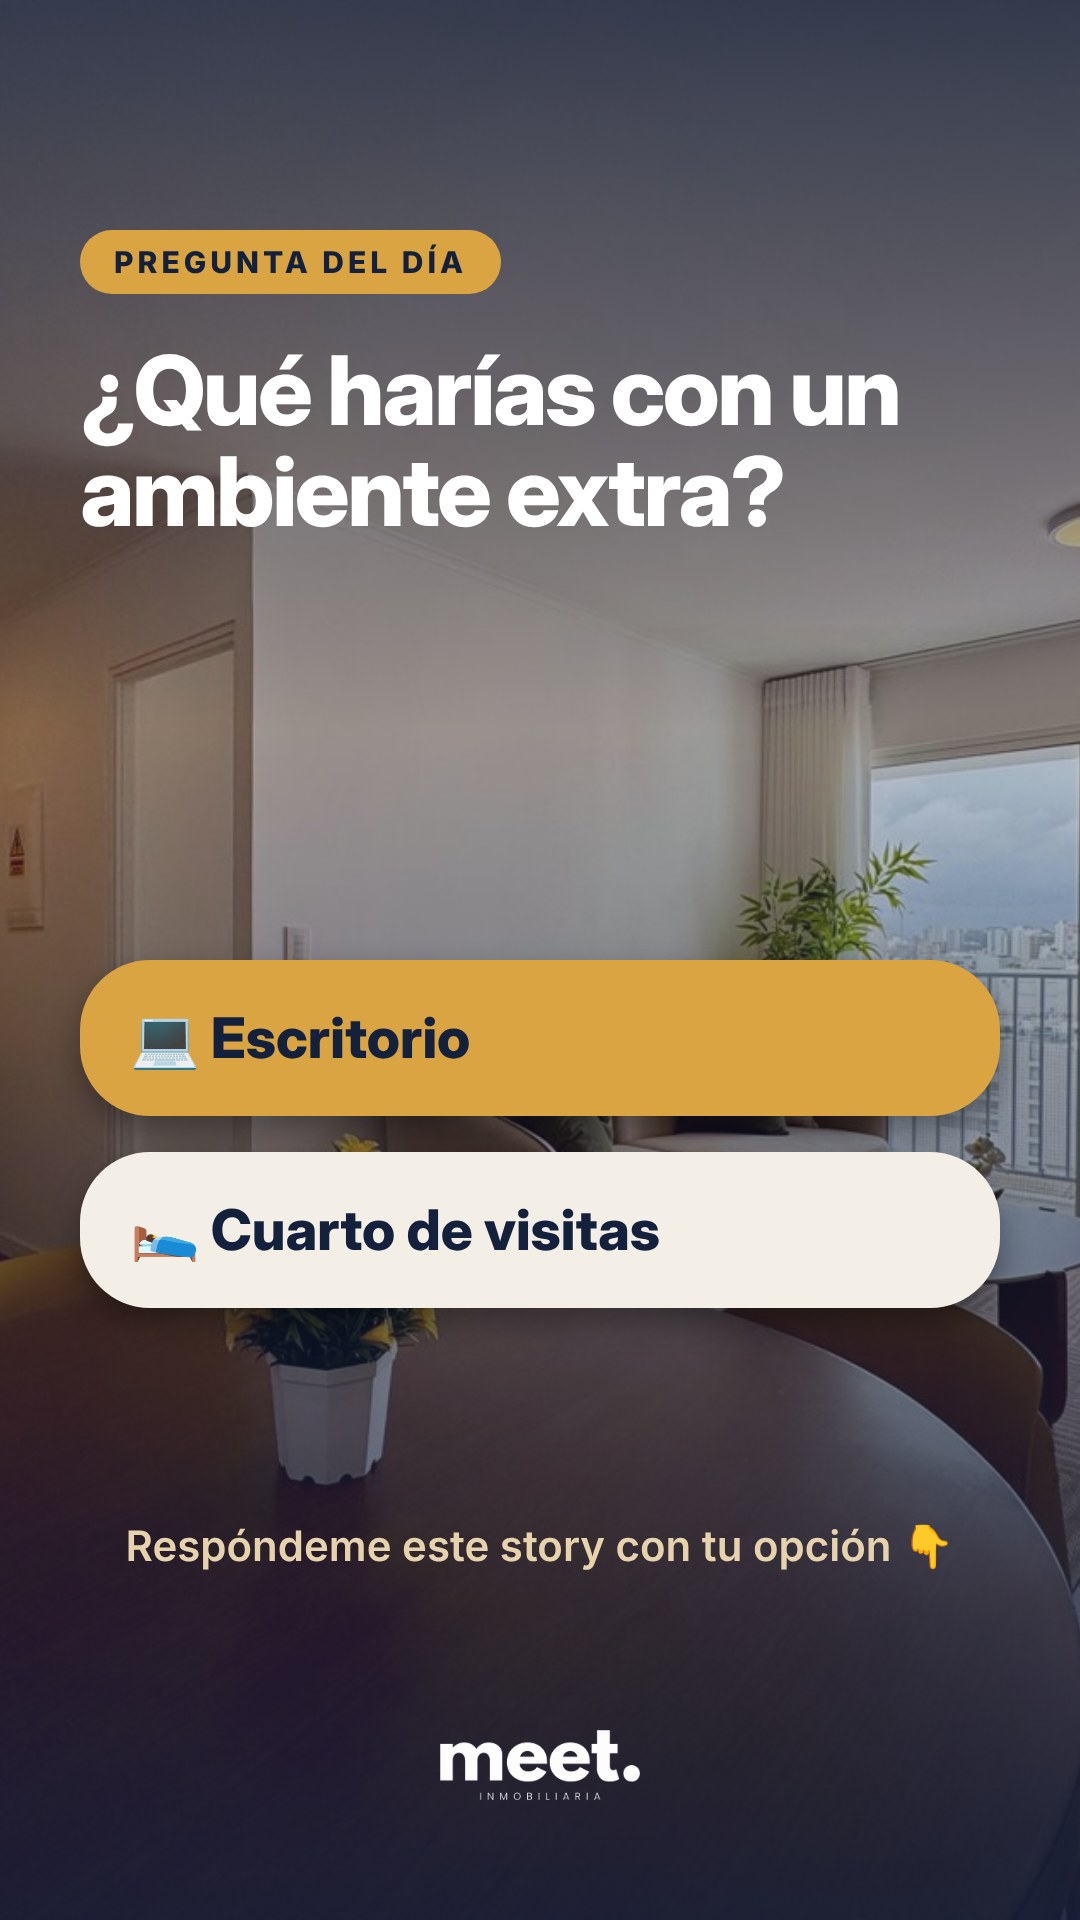 PREGUNTA DEL DÍA
¿Qué harías con un
ambiente extra?
💻 Escritorio
🛌 Cuarto de visitas
Respóndeme este story con tu opción 👇
meet.
INMOBILIARIA